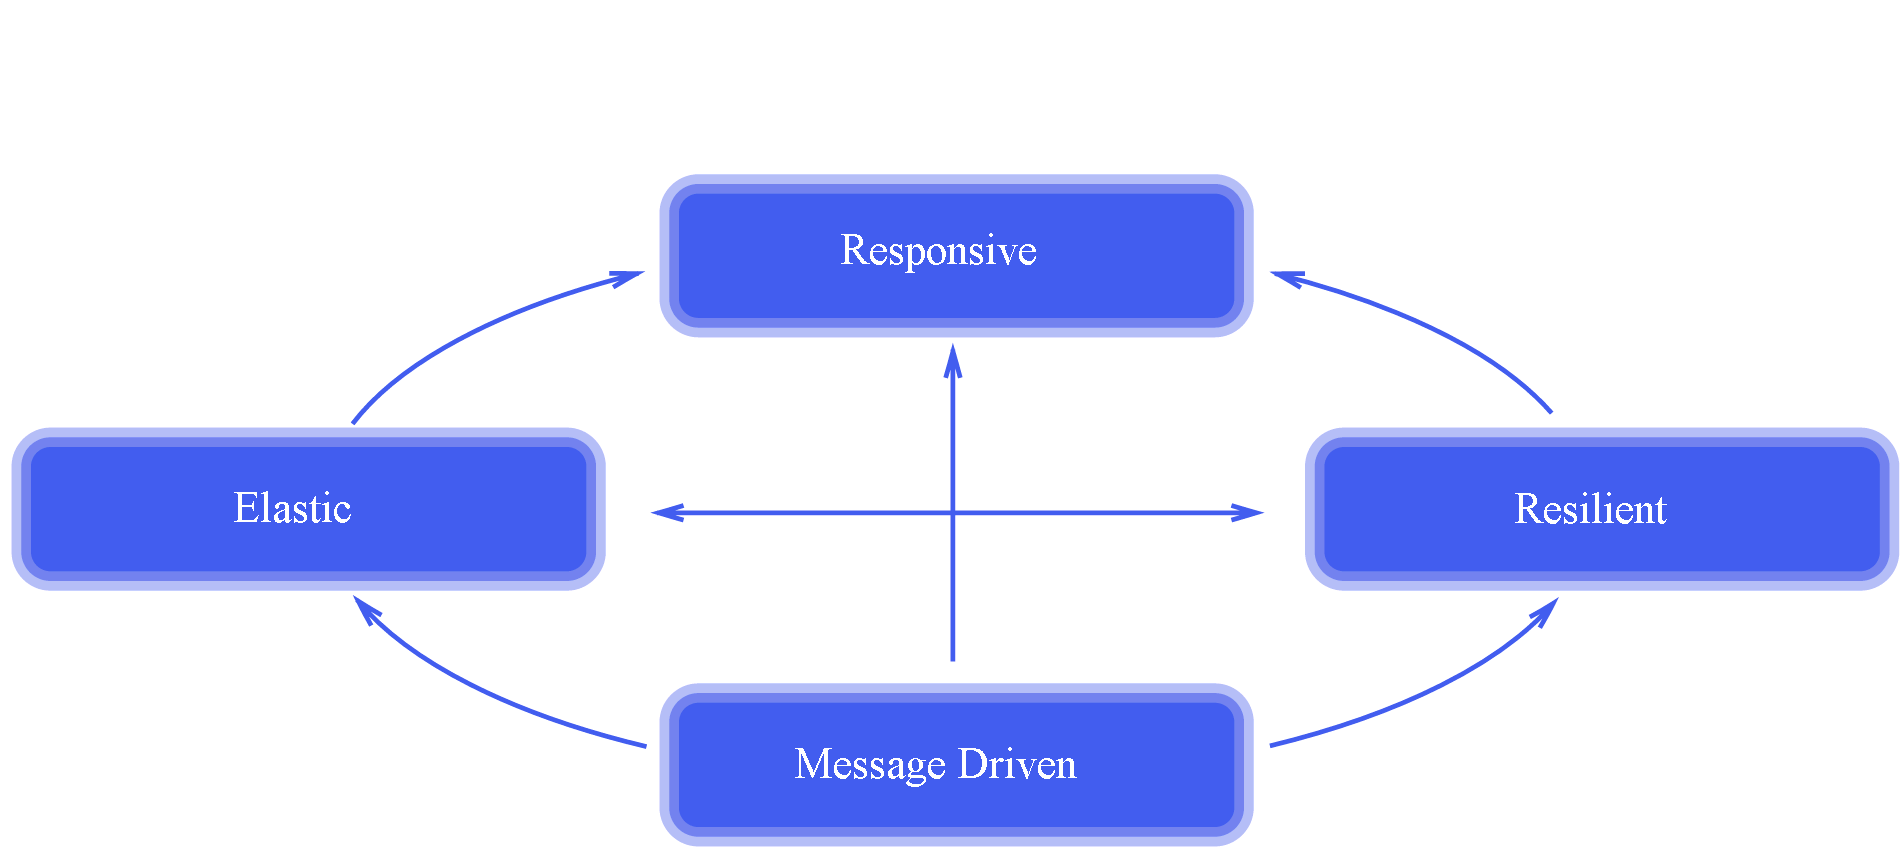 Responsive
Elastic
Resilient
Message Driven